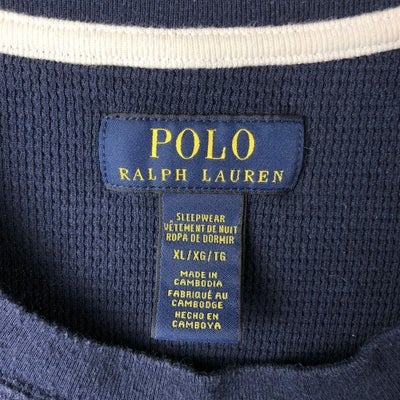 POLO
RALPH LAUREN
SLEEPWEAR
VÊTEMENT DE NUIT
ROPA DE DORMIR
XL/XG/TG
MADE IN
CAMBODIA
FABRIQUÉ AU
CAMBODGE
HECHO EN
CAMBOYA